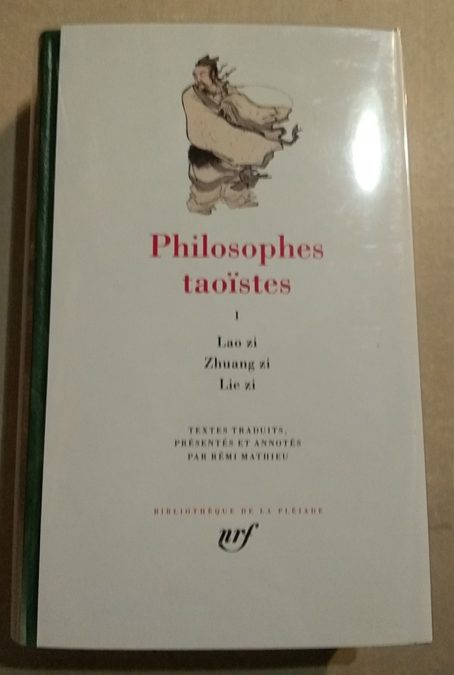 Philosophes
taoïstes
I
Lao zi
Zhuang zi
Lie zi
TEXTES TRADUITS,
PRÉSENTÉS ET ANNOTÉS
PAR RÉMI MATHIEU
BIBLIOTHÈQUE DE LA PLÉIADE
nrf